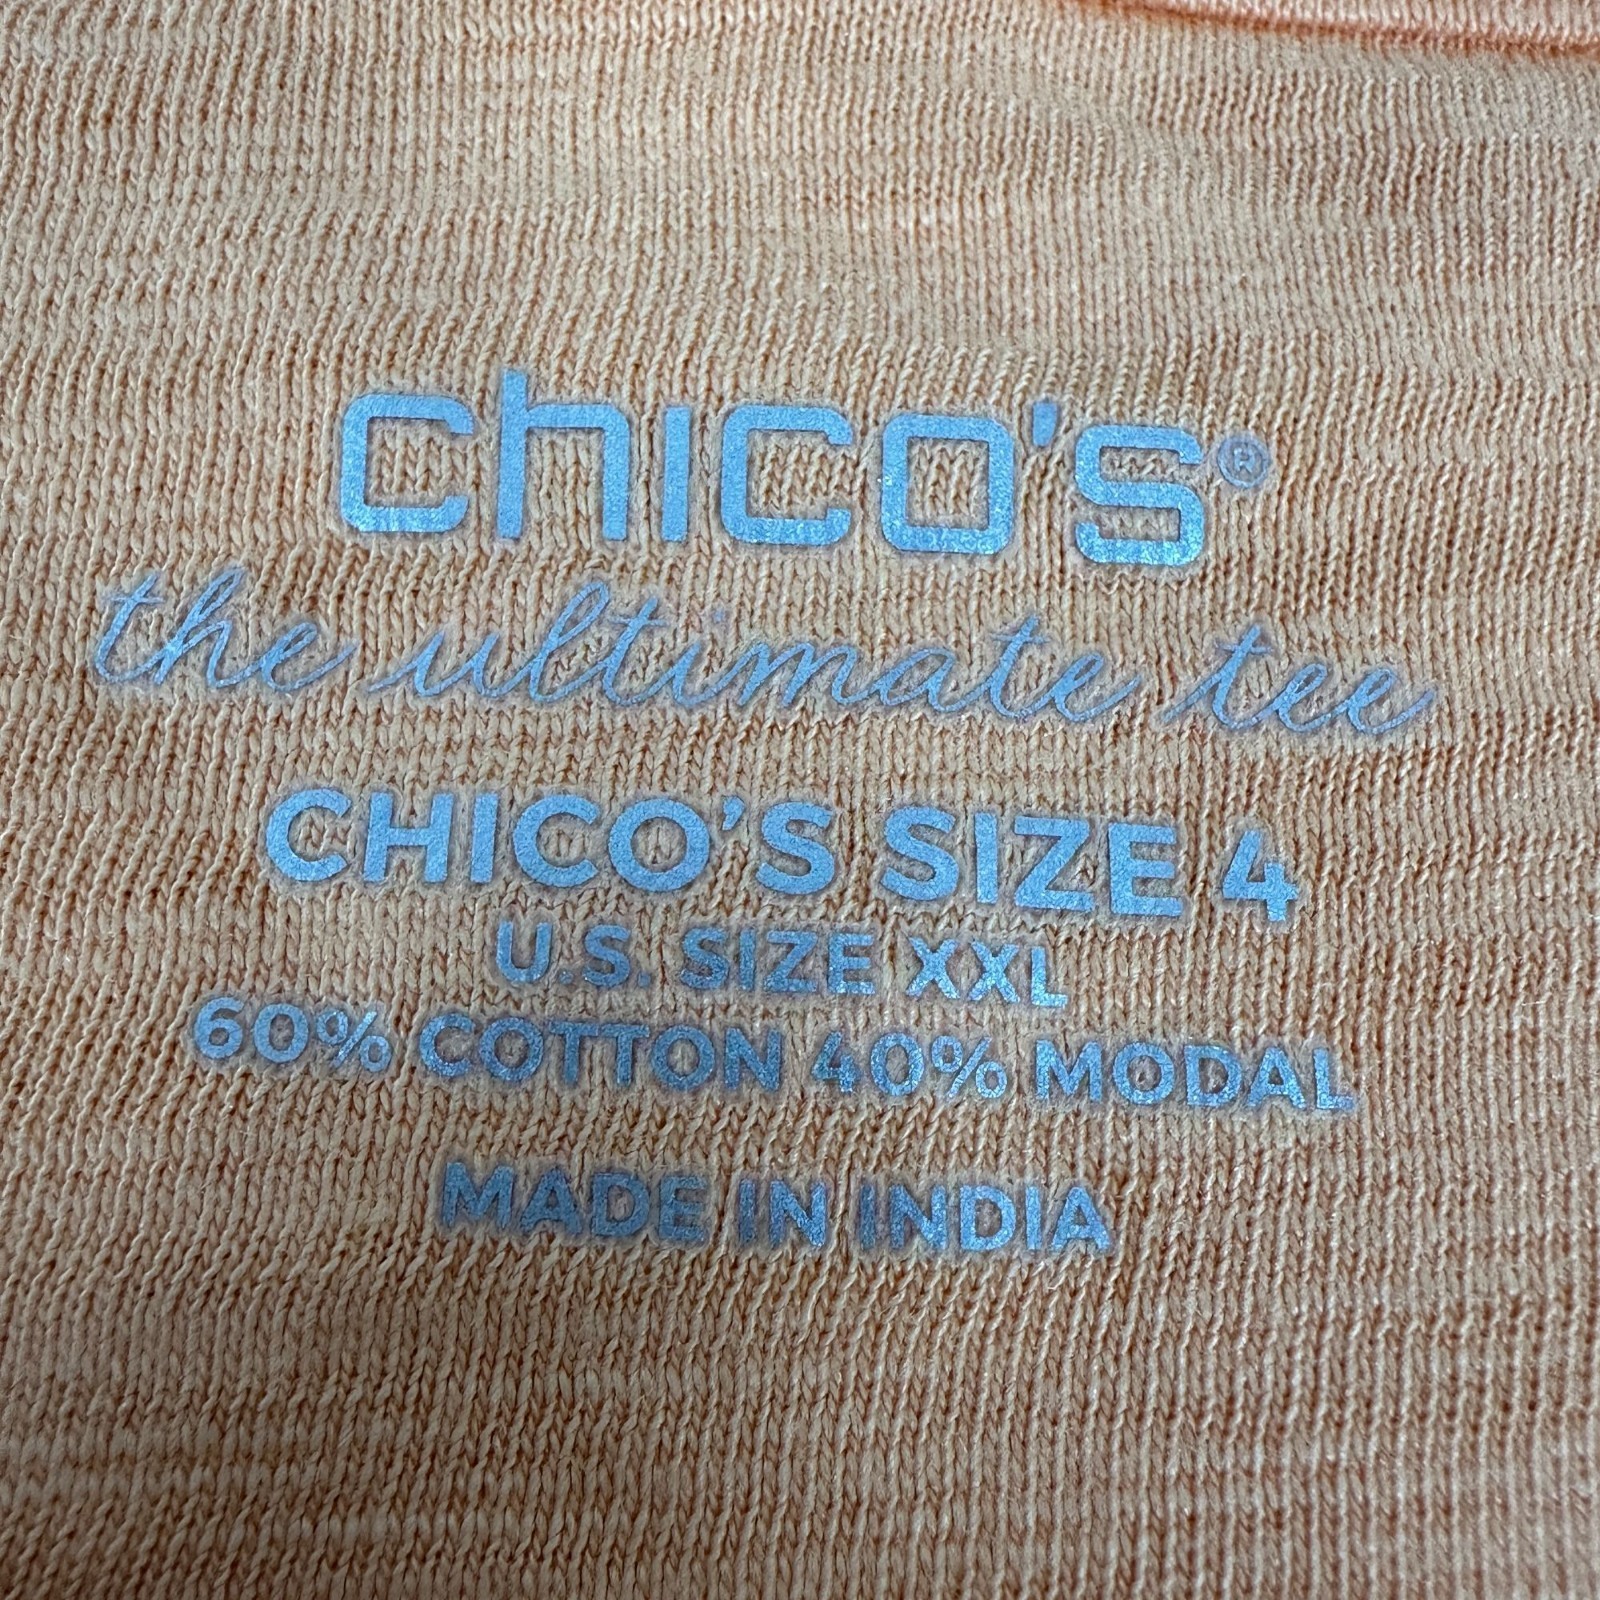 chico's®
the ultimate tee
CHICO'S SIZE 4
U.S. SIZE XXL
60% COTTON 40% MODAL
MADE IN INDIA